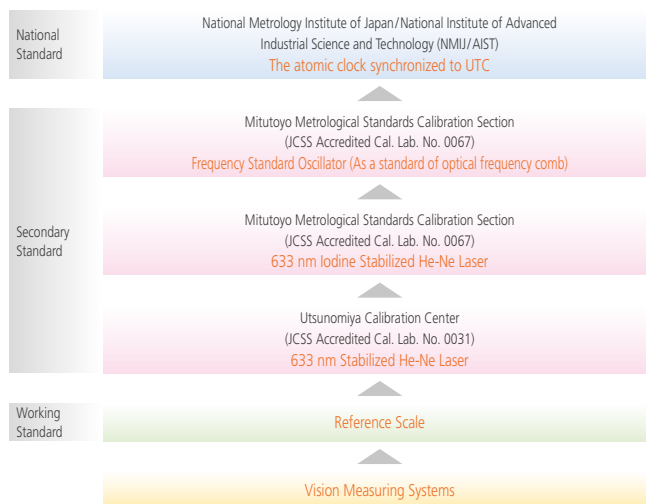 National
Standard
National Metrology Institute of Japan/National Institute of Advanced
Industrial Science and Technology (NMIJ/AIST)
The atomic clock synchronized to UTC
Secondary
Standard
Mitutoyo Metrological Standards Calibration Section
(JCSS Accredited Cal. Lab. No. 0067)
Frequency Standard Oscillator (As a standard of optical frequency comb)
Mitutoyo Metrological Standards Calibration Section
(JCSS Accredited Cal. Lab. No. 0067)
633 nm Iodine Stabilized He-Ne Laser
Utsunomiya Calibration Center
(JCSS Accredited Cal. Lab. No. 0031)
633 nm Stabilized He-Ne Laser
Working
Standard
Reference Scale
Vision Measuring Systems